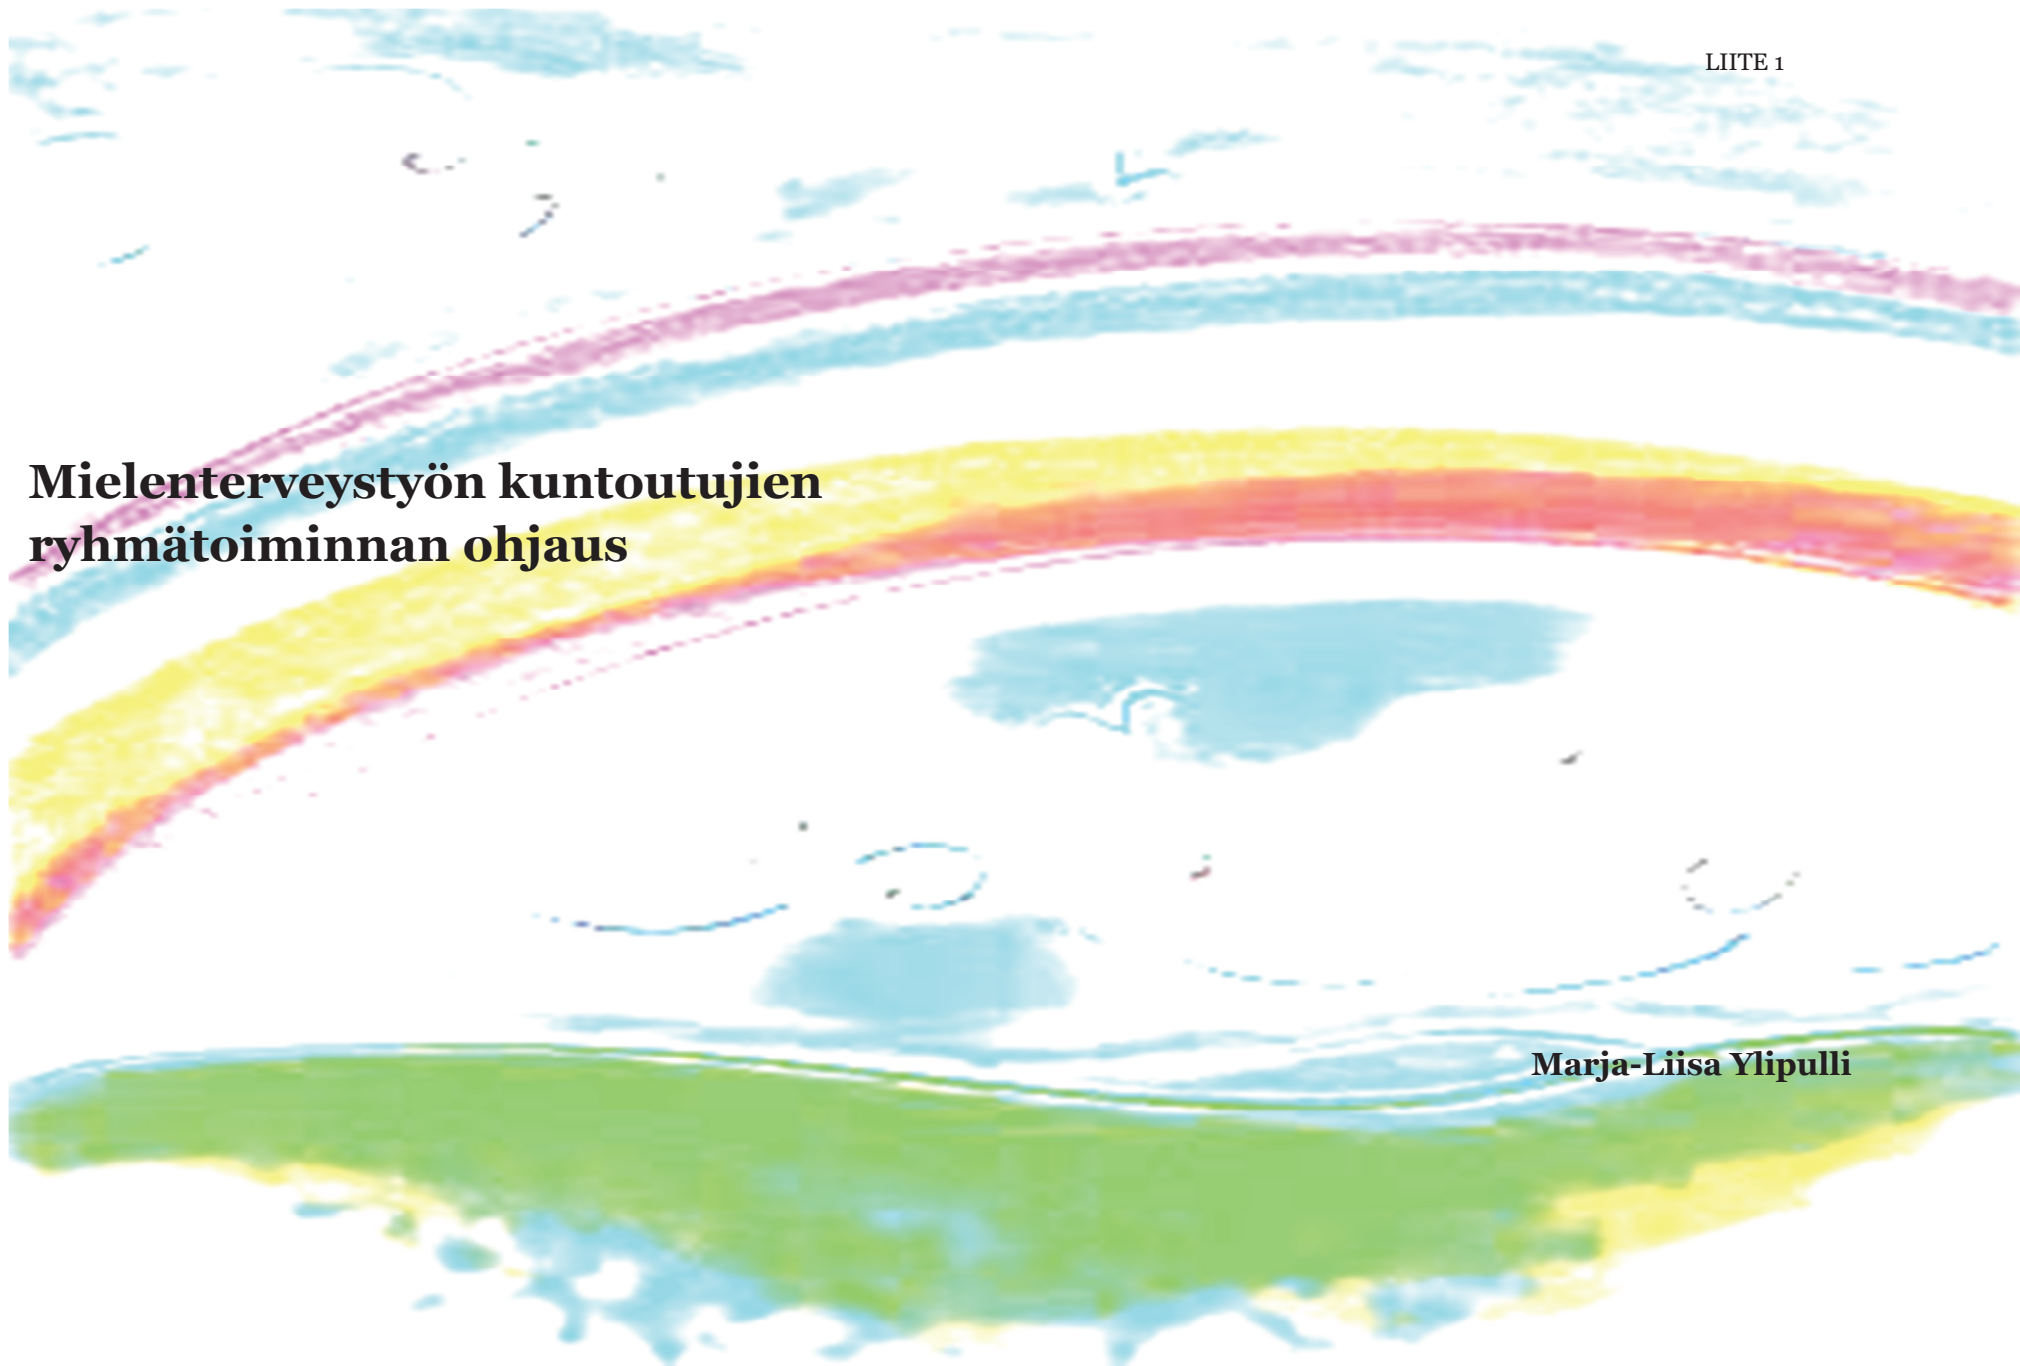 LIITE 1
Mielenterveystyön kuntoutujien
ryhmätoiminnan ohjaus
Marja-Liisa Ylipulli